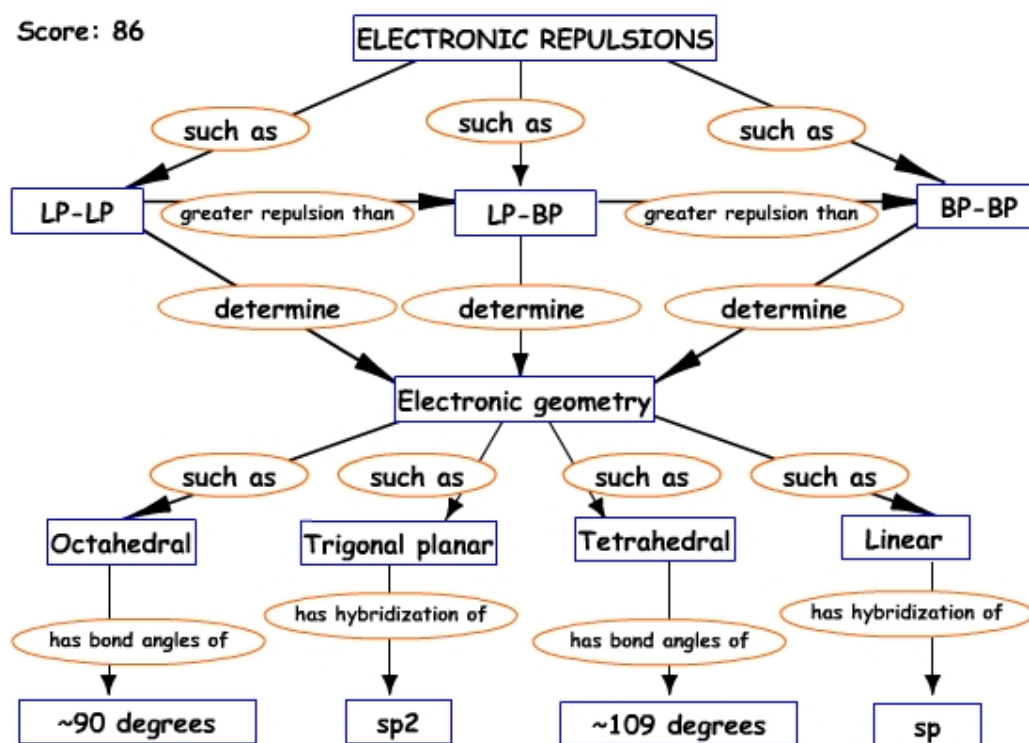 Score: 86
ELECTRONIC REPULSIONS
such as
such as
such as
LP-LP
greater repulsion than
LP-BP
greater repulsion than
BP-BP
determine
determine
determine
Electronic geometry
such as
such as
such as
such as
Octahedral
Trigonal planar
Tetrahedral
Linear
has bond angles of
has hybridization of
has bond angles of
has hybridization of
~90 degrees
sp2
~109 degrees
sp